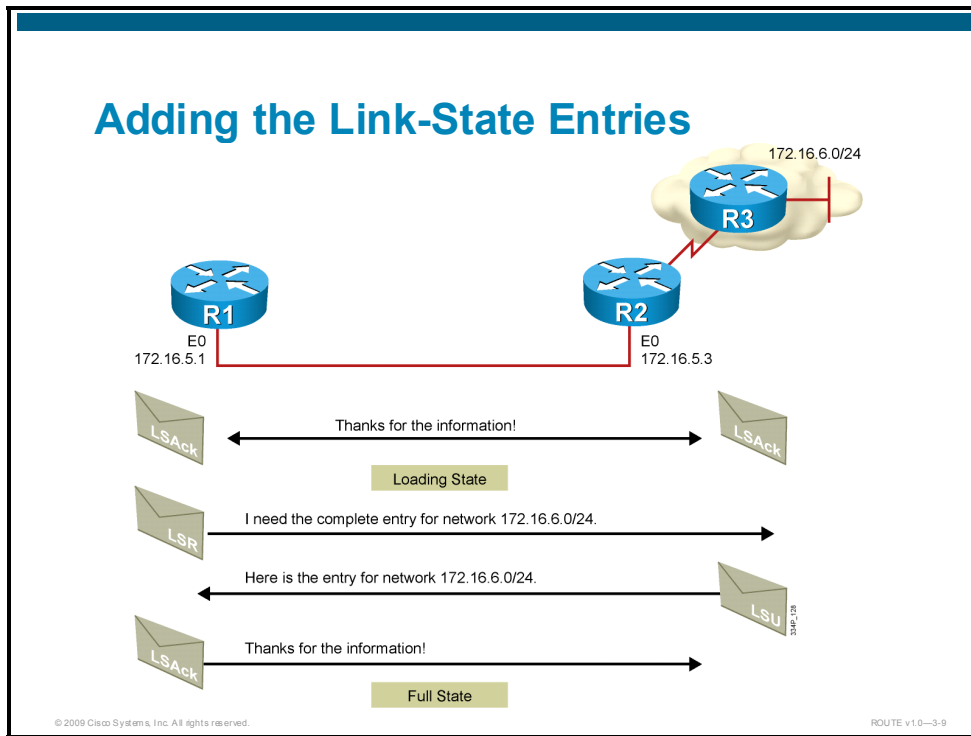 Adding the Link-State Entries
172.16.6.0/24
R3
R1
R2
E0
172.16.5.1
E0
172.16.5.3
LSAck
Thanks for the information!
LSAck
Loading State
LSR
I need the complete entry for network 172.16.6.0/24.
Here is the entry for network 172.16.6.0/24.
LSU
334P_128
LSAck
Thanks for the information!
Full State
© 2009 Cisco Systems, Inc. All rights reserved.
ROUTE v1.0—3-9